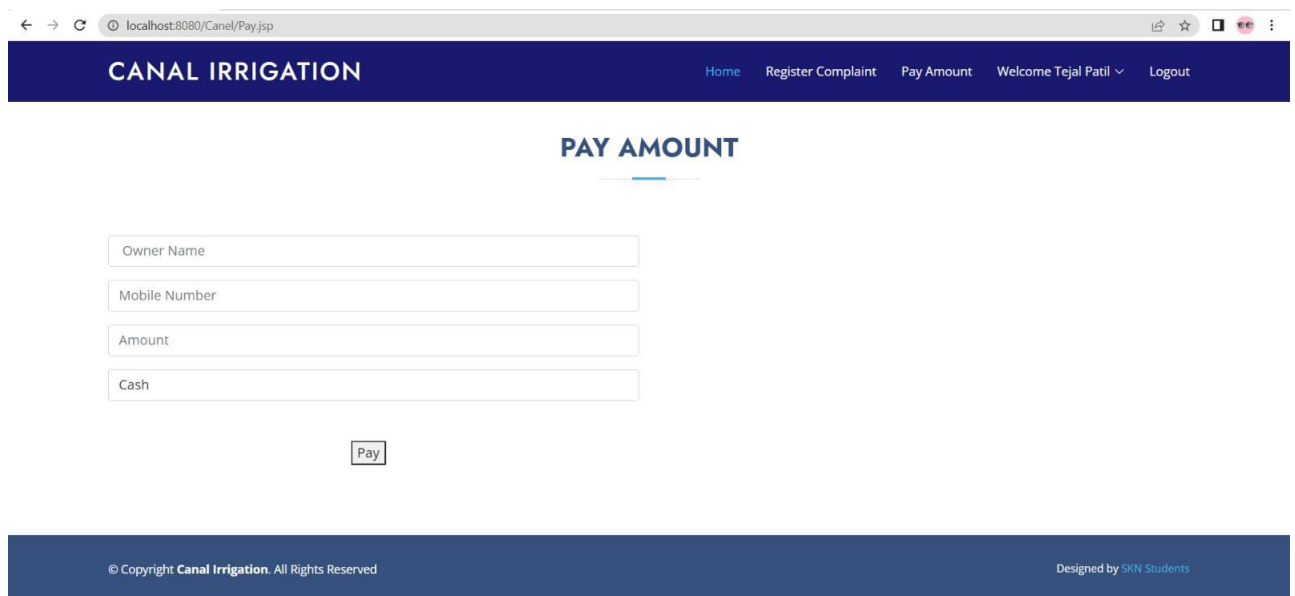 localhost:8080/Canel/Pay.jsp
CANAL IRRIGATION
Home Register Complaint Pay Amount Welcome Tejal Patil Logout
PAY AMOUNT
Owner Name
Mobile Number
Amount
Cash
Pay
© Copyright Canal Irrigation. All Rights Reserved
Designed by SKN Students